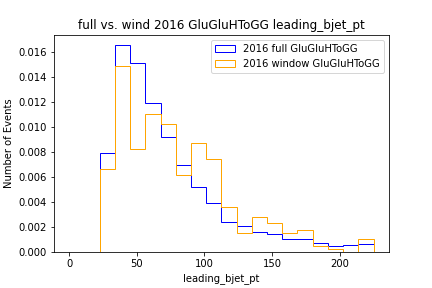 full vs. wind 2016 GluGluHToGG leading_bjet_pt
2016 full GluGluHToGG
2016 window GluGluHToGG
Number of Events
0.016
0.014
0.012
0.010
0.008
0.006
0.004
0.002
0.000
0
50
100
150
200
leading_bjet_pt